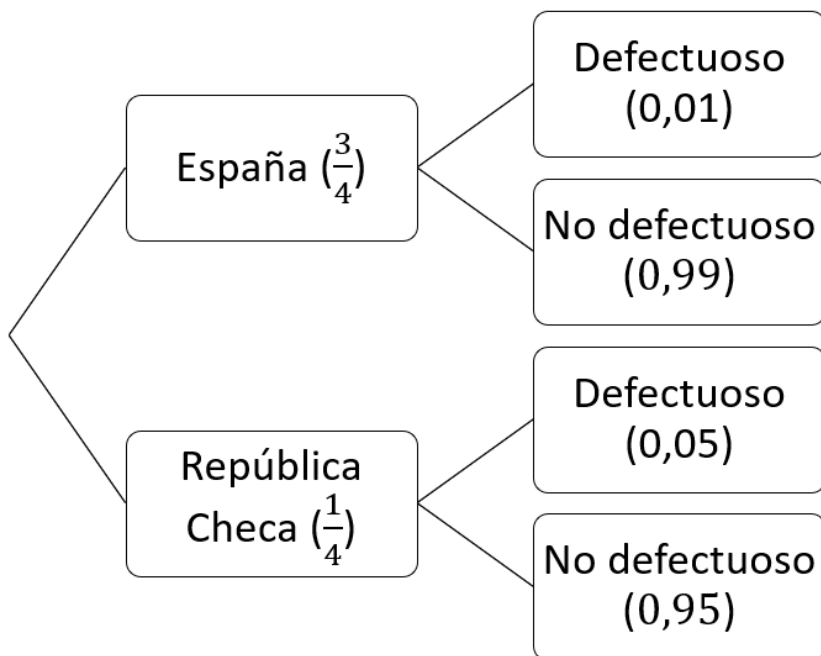 Defectuoso
(0,01)
España (3/4)
No defectuoso
(0,99)
Defectuoso
(0,05)
República
Checa (1/4)
No defectuoso
(0,95)